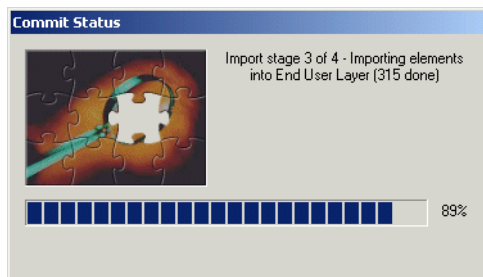 Commit Status
Import stage 3 of 4 - Importing elements
into End User Layer (315 done)
89%